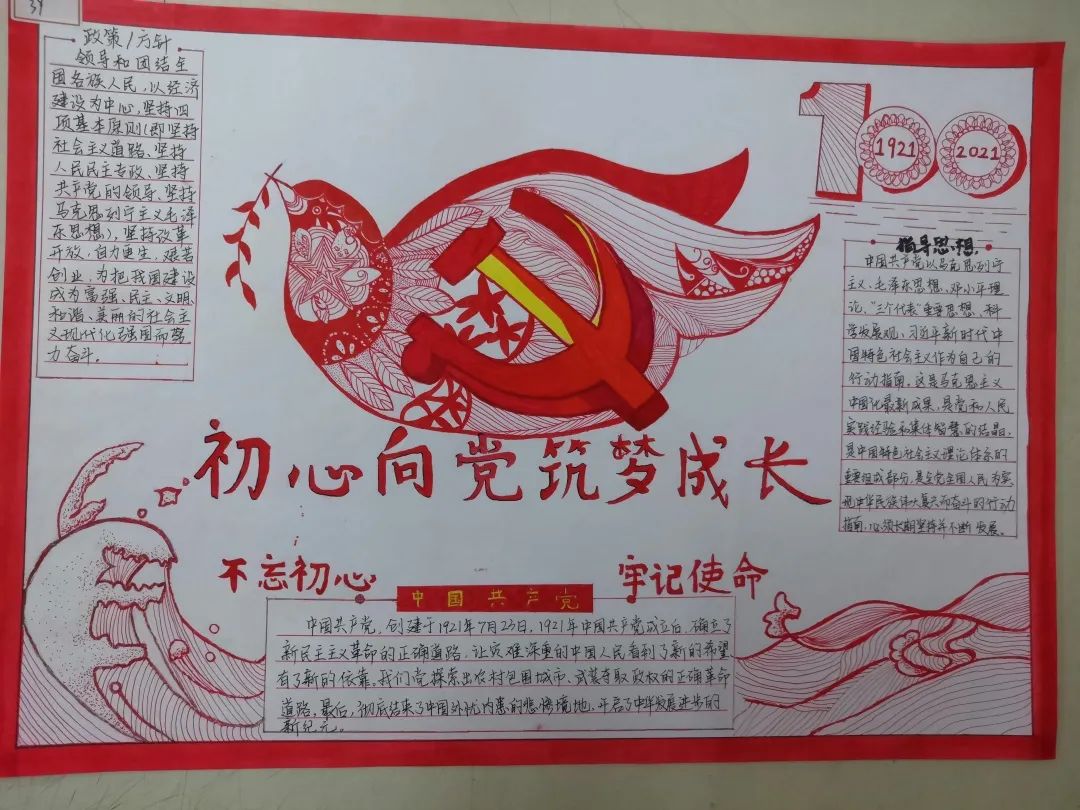 34
政策/方针
领导和团结全
国各族人民,以经济
建设为中心,坚持四
项基本原则(即坚持
社会主义道路、坚持
人民民主专政、坚持
共产党的领导、坚持
马克思列宁主义毛泽
东思想),坚持改革
开放,自力更生,艰苦
创业,为把我国建设
成为富强、民主、文明、
和谐、美丽的社会主
义现代化强国而努
力奋斗。
100
1921
2021
指导思想
中国共产党以马克思列宁
主义、毛泽东思想、邓小平理
论、“三个代表”重要思想、科
学发展观、习近平新时代中
国特色社会主义作为自己的
行动指南。这是马克思主义
中国化最新成果,是党和人民
实践经验和集体智慧的结晶,
是中国特色社会主义理论体系的
重要组成部分,是全党全国人民为实
现中华民族伟大复兴而奋斗的行动
指南,必须长期坚持并不断发展。
初心向党筑梦成长
不忘初心 牢记使命
中国共产党
中国共产党,创建于1921年7月23日,1921年中国共产党成立后,确立了
新民主主义革命的正确道路,让灾难深重的中国人民看到了新的希望、
有了新的依靠。我们党探索出农村包围城市、武装夺取政权的正确革命
道路,最后,彻底结束了中国外忧内患的悲惨境地,开启了中华发展进步的
新纪元。